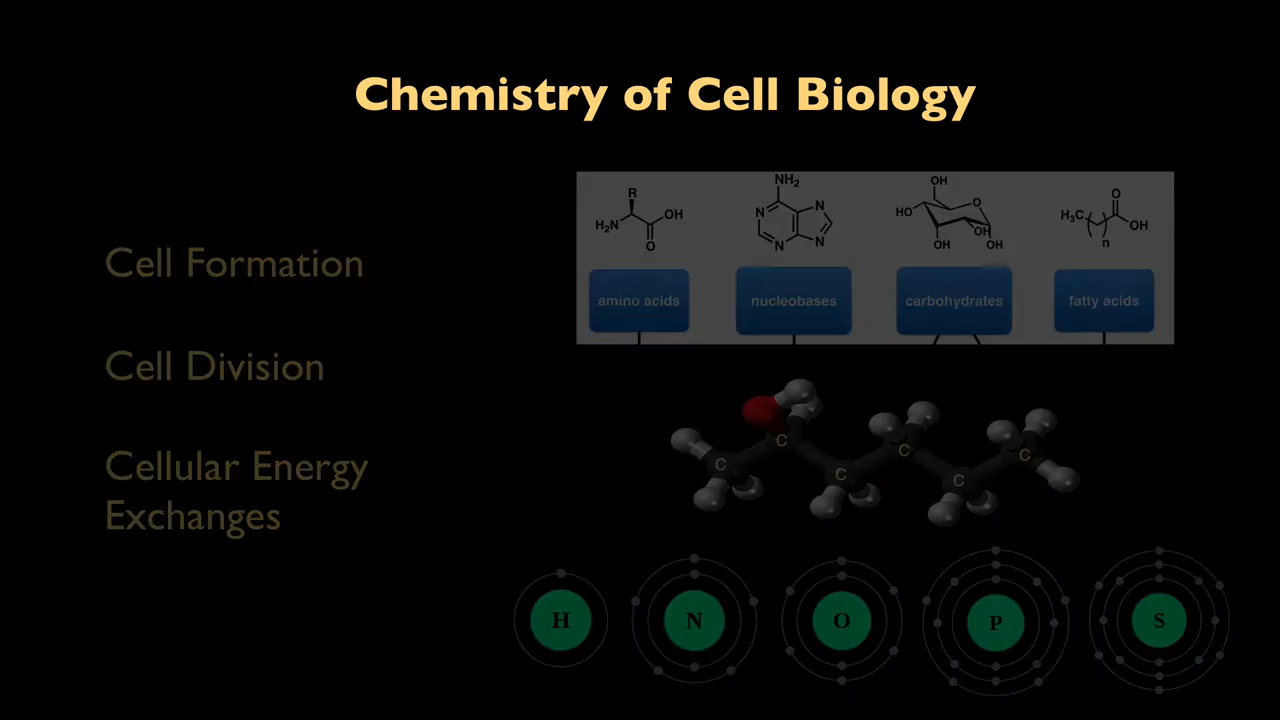 Chemistry of Cell Biology
Cell Formation
Cell Division
Cellular Energy
Exchanges
R
H₂N
OH
O
NH₂
N
N
N
N
OH
HO
O
OH
OH
OH
H₃C
O
OH
n
amino acids
nucleobases
carbohydrates
fatty acids
C
C
C
C
C
C
H
N
O
P
S